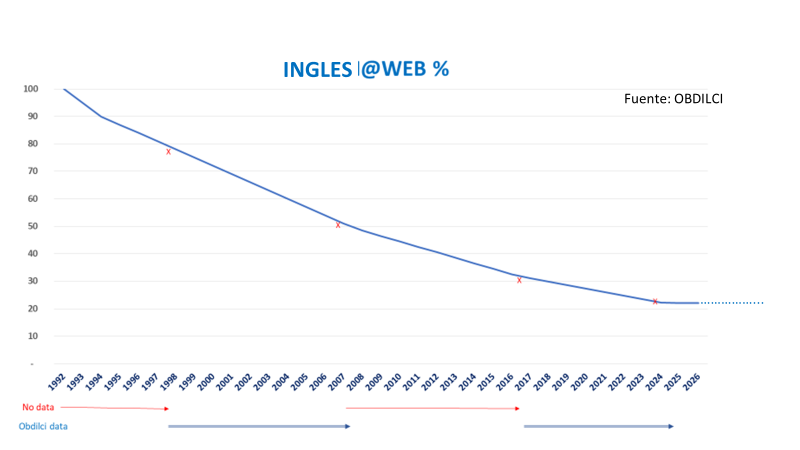 INGLES @WEB %
Fuente: OBDILCI
100
90
80
70
60
50
40
30
20
10
-
X
X
X
X
1992 1993 1994 1995 1996 1997 1998 1999 2000 2001 2002 2003 2004 2005 2006 2007 2008 2009 2010 2011 2012 2013 2014 2015 2016 2017 2018 2019 2020 2021 2022 2023 2024 2025 2026
No data
Obdilci data